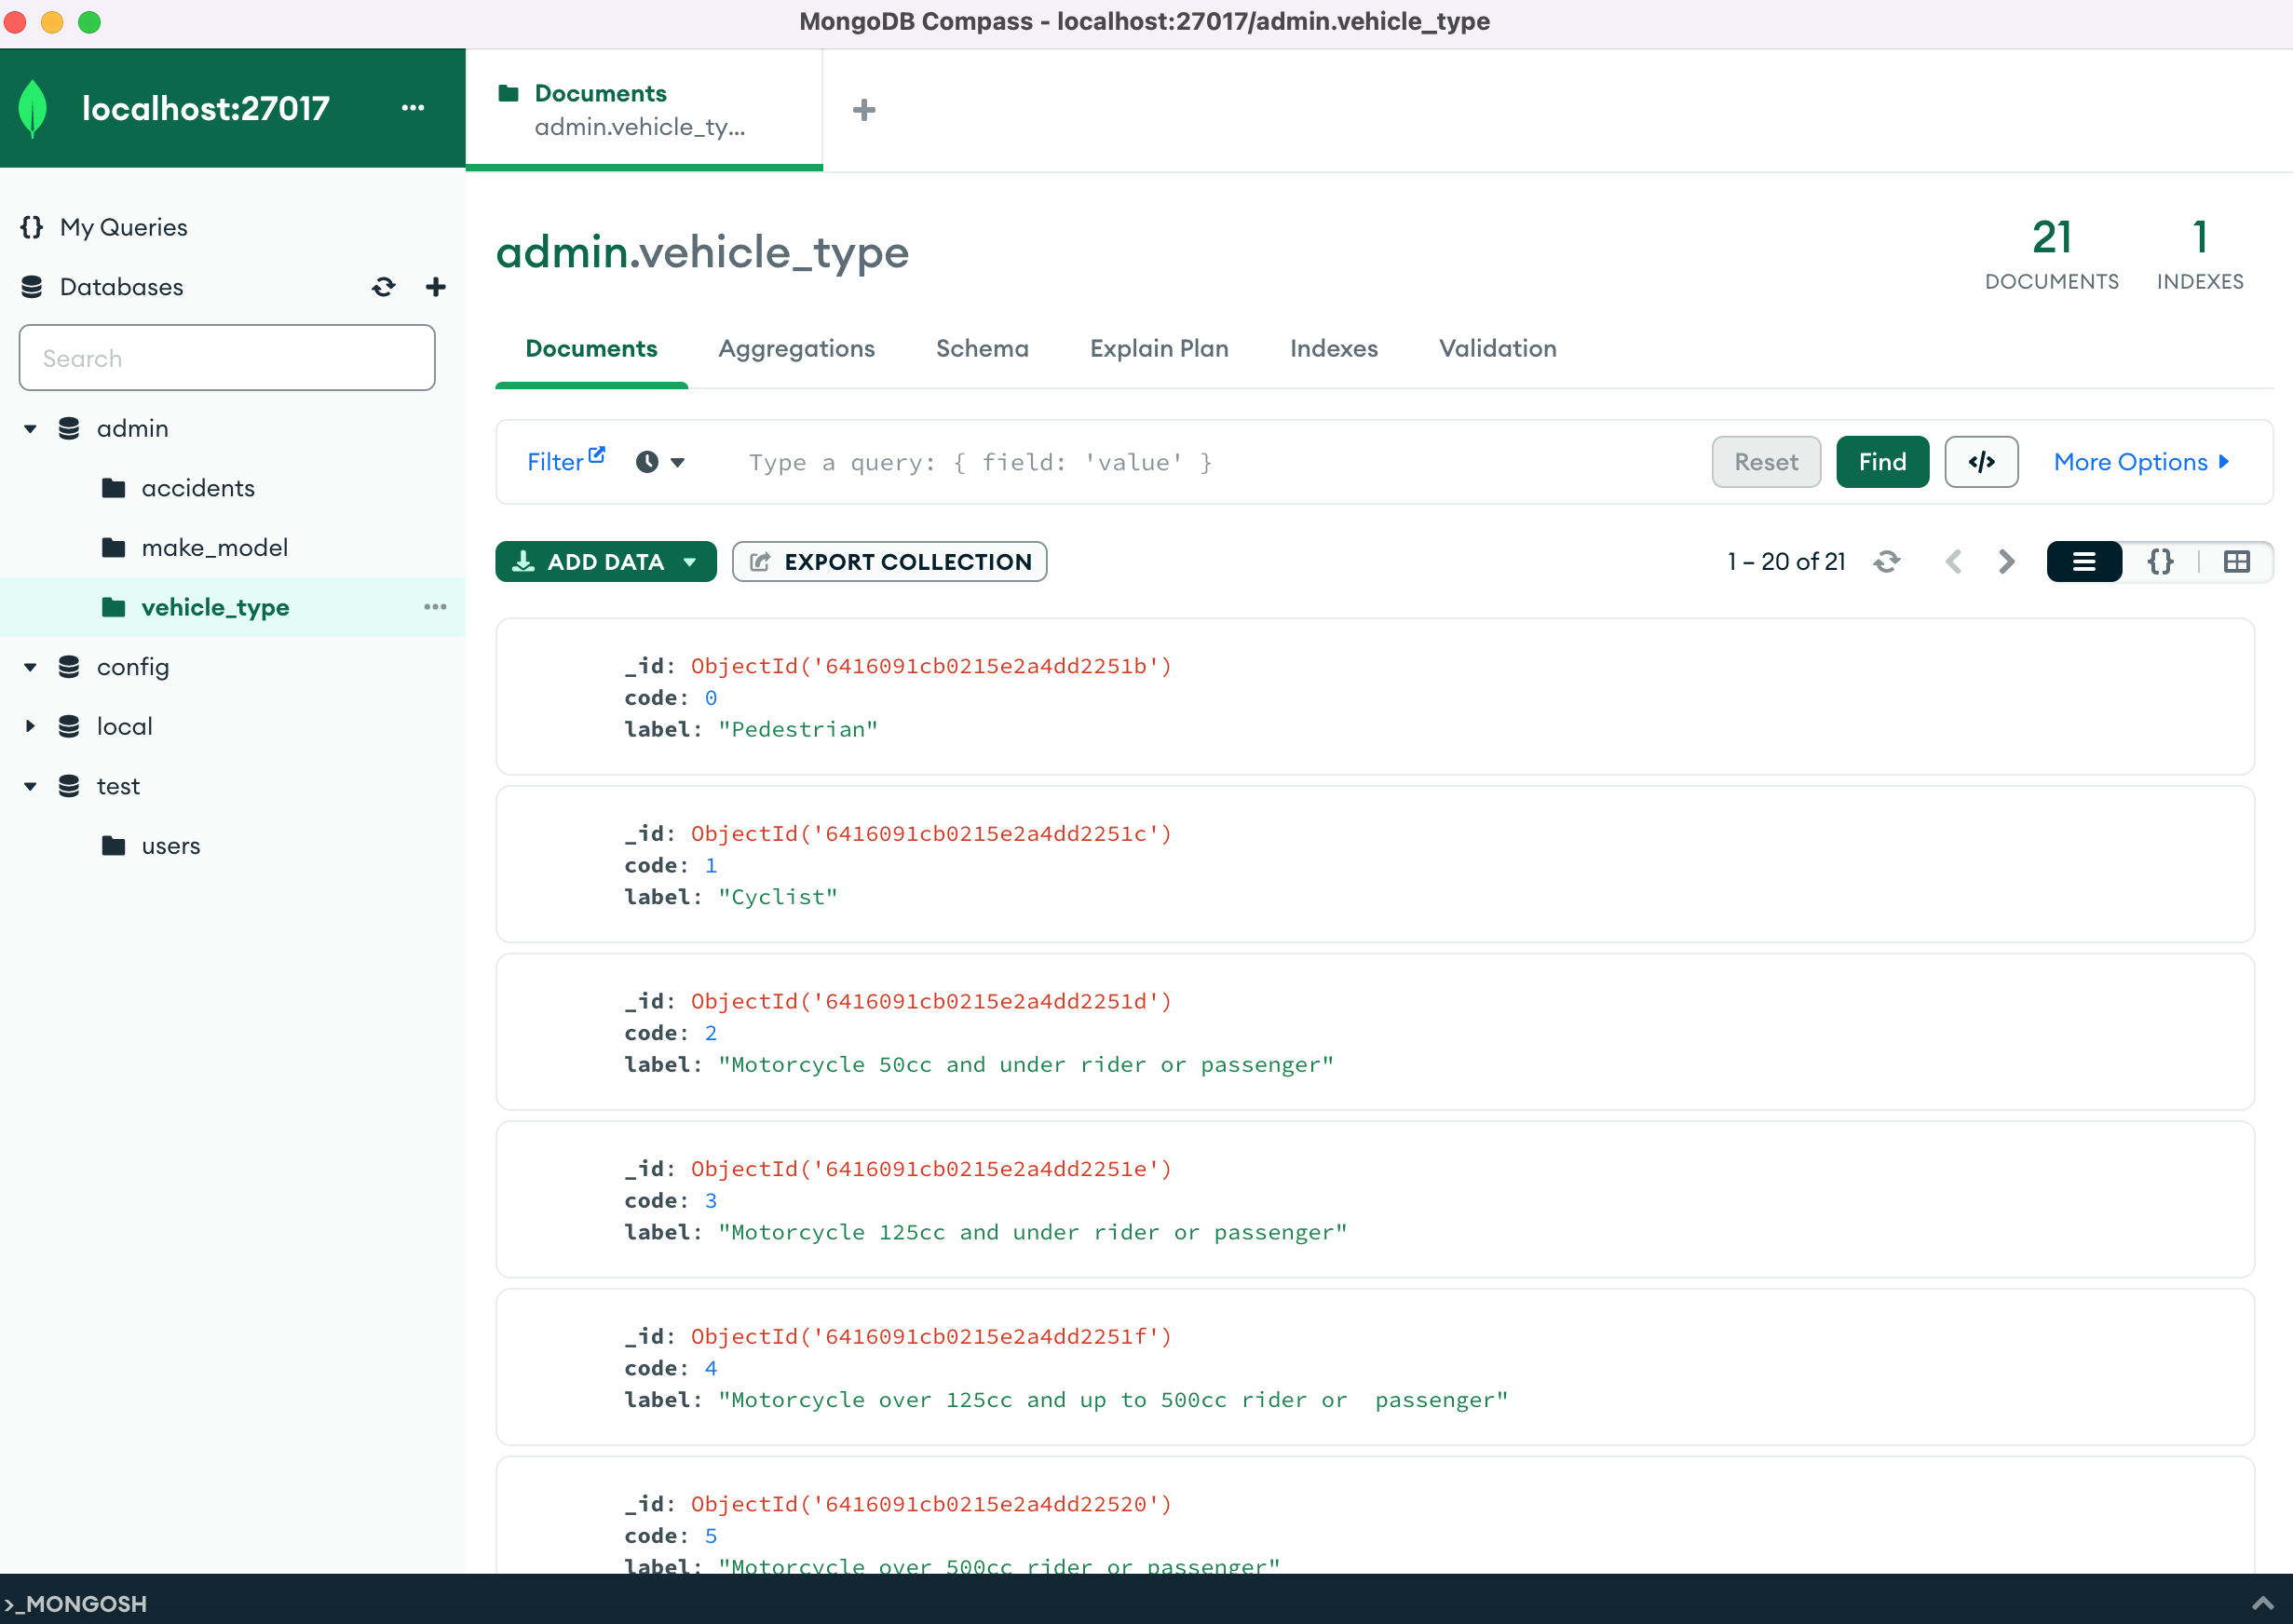 MongoDB Compass - localhost:27017/admin.vehicle_type
localhost:27017
My Queries
Databases
Search
admin
accidents
make_model
vehicle_type
config
local
test
users
Documents
admin.vehicle_ty...
admin.vehicle_type
21
DOCUMENTS
1
INDEXES
Documents Aggregations Schema Explain Plan Indexes Validation
Filter Type a query: { field: 'value' } Reset Find </> More Options
ADD DATA EXPORT COLLECTION 1 – 20 of 21 {}
_id: ObjectId('6416091cb0215e2a4dd2251b')
code: 0
label: "Pedestrian"
_id: ObjectId('6416091cb0215e2a4dd2251c')
code: 1
label: "Cyclist"
_id: ObjectId('6416091cb0215e2a4dd2251d')
code: 2
label: "Motorcycle 50cc and under rider or passenger"
_id: ObjectId('6416091cb0215e2a4dd2251e')
code: 3
label: "Motorcycle 125cc and under rider or passenger"
_id: ObjectId('6416091cb0215e2a4dd2251f')
code: 4
label: "Motorcycle over 125cc and up to 500cc rider or  passenger"
_id: ObjectId('6416091cb0215e2a4dd22520')
code: 5
label: "Motorcycle over 500cc rider or passenger"
>_MONGOSH